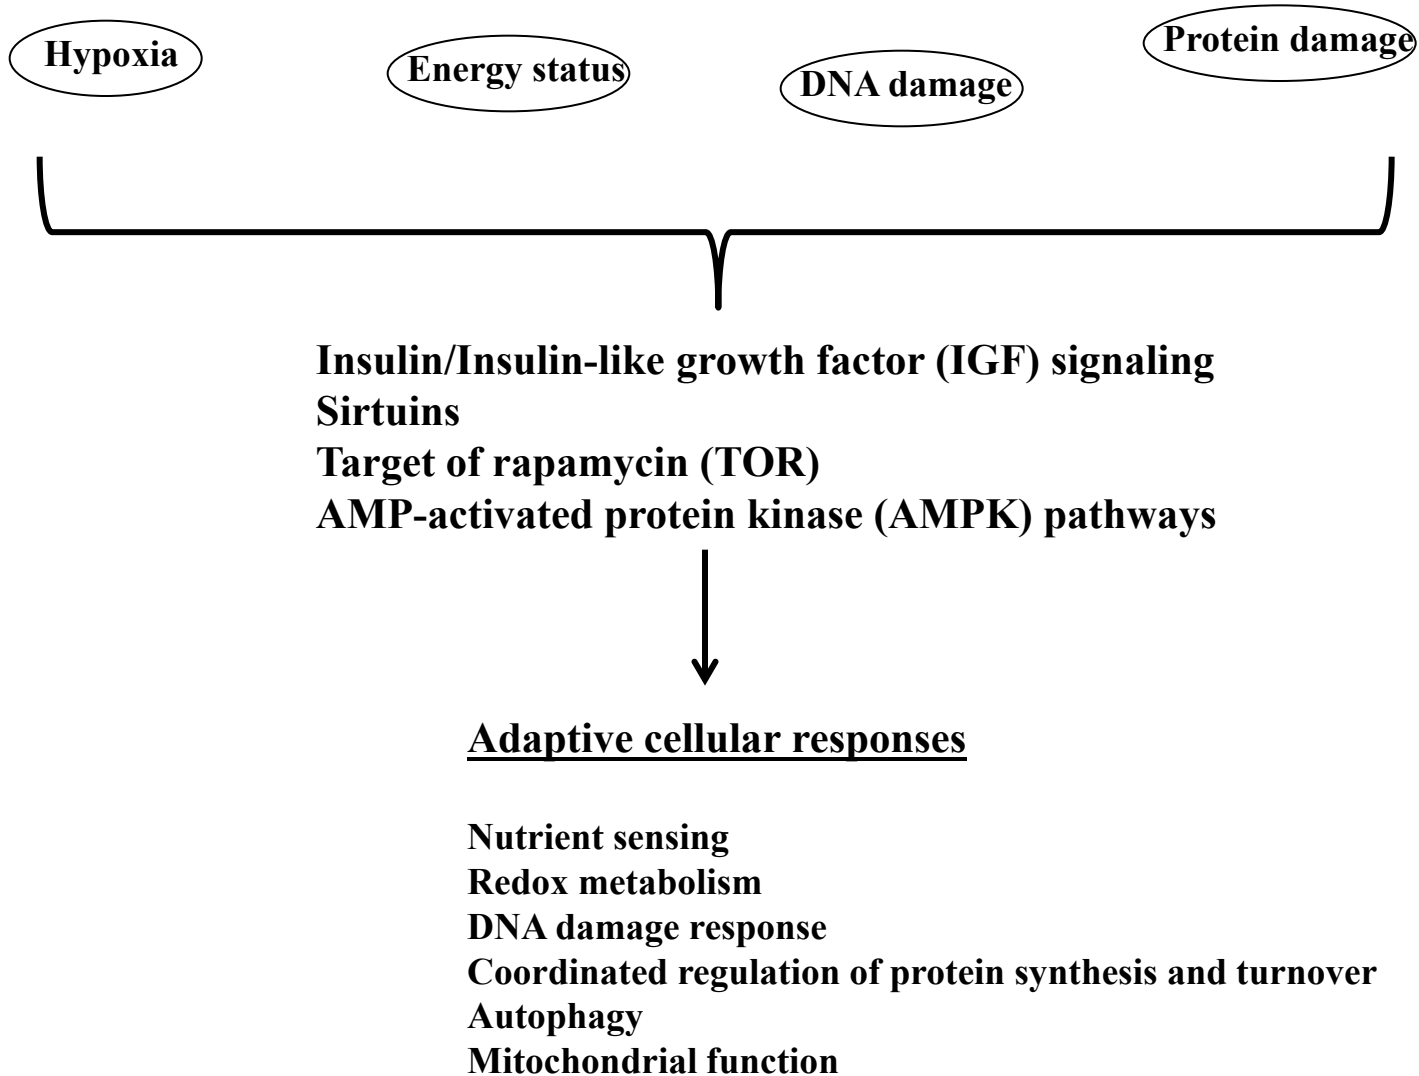 Hypoxia
Energy status
DNA damage
Protein damage
Insulin/Insulin-like growth factor (IGF) signaling
Sirtuins
Target of rapamycin (TOR)
AMP-activated protein kinase (AMPK) pathways
Adaptive cellular responses
Nutrient sensing
Redox metabolism
DNA damage response
Coordinated regulation of protein synthesis and turnover
Autophagy
Mitochondrial function